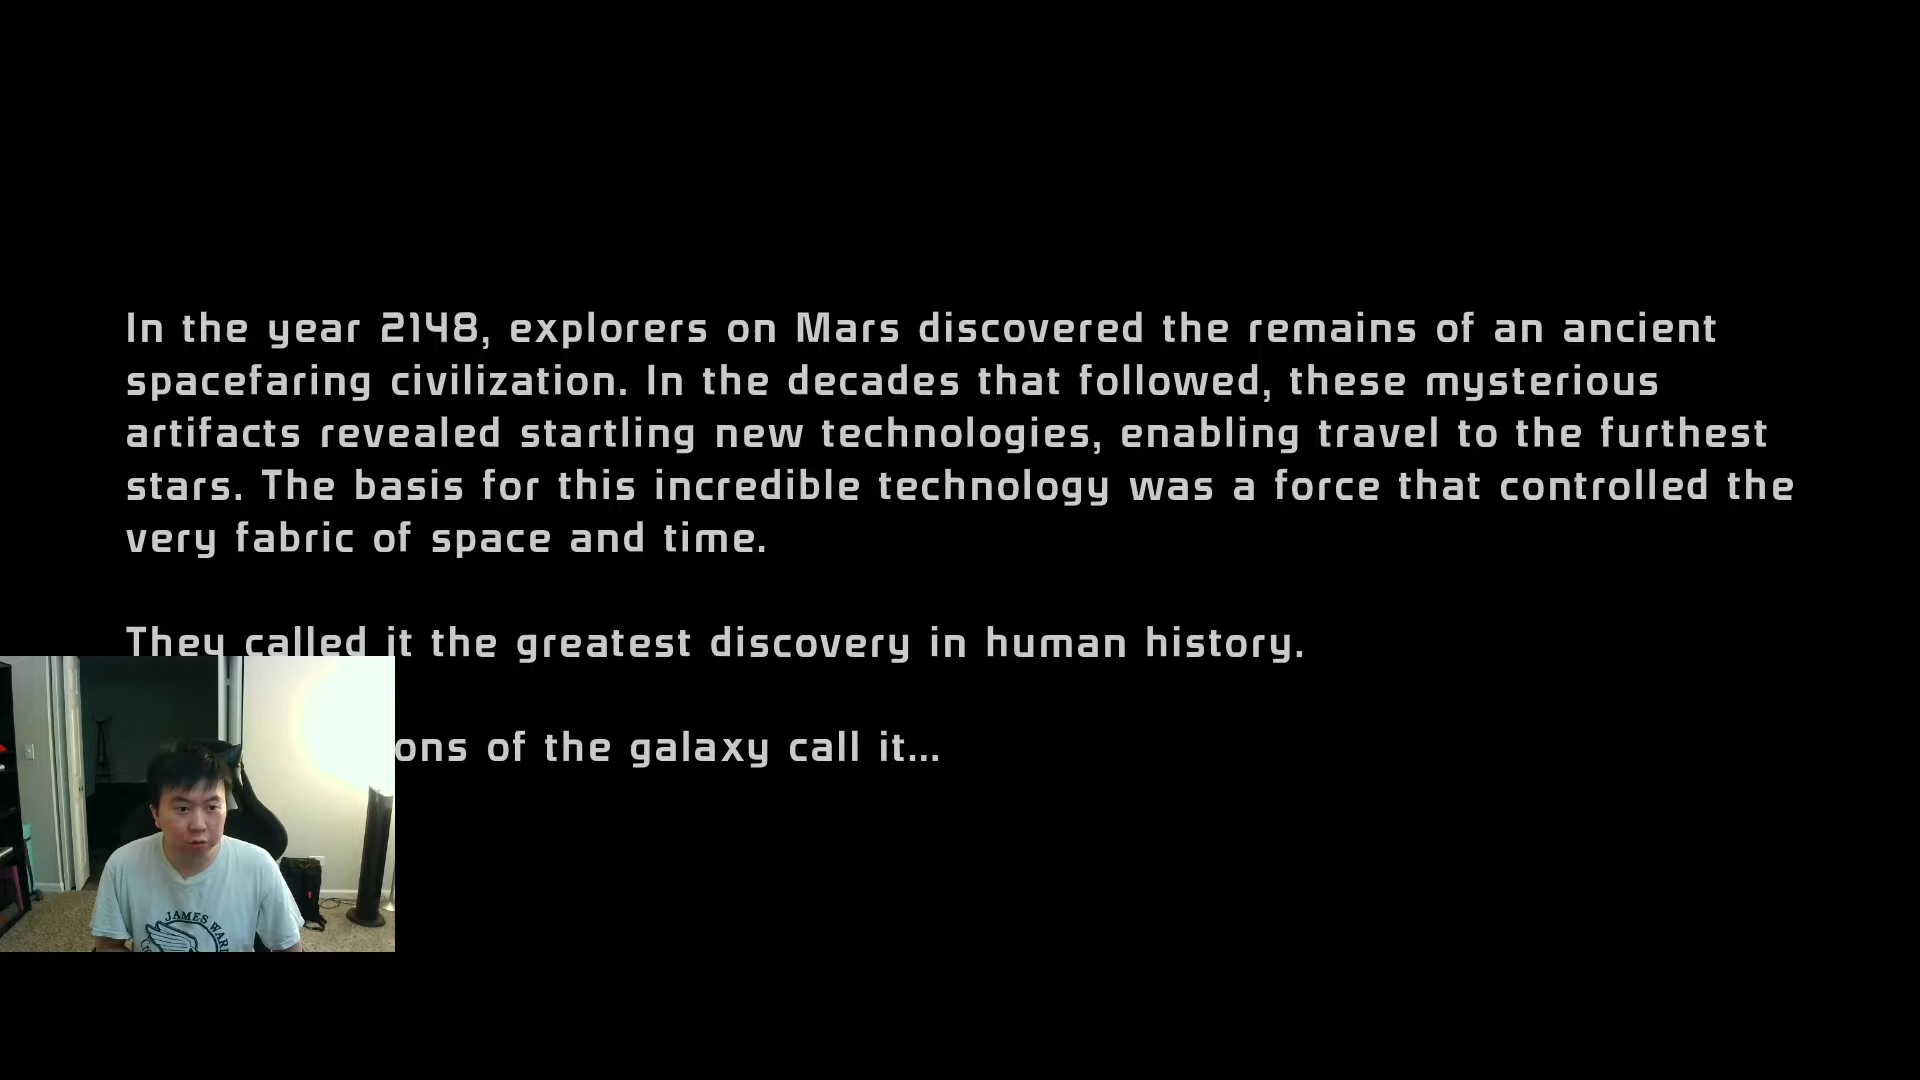 In the year 2148, explorers on Mars discovered the remains of an ancient
spacefaring civilization. In the decades that followed, these mysterious
artifacts revealed startling new technologies, enabling travel to the furthest
stars. The basis for this incredible technology was a force that controlled the
very fabric of space and time.
They called it the greatest discovery in human history.
of the galaxy call it...
JAMES WARD